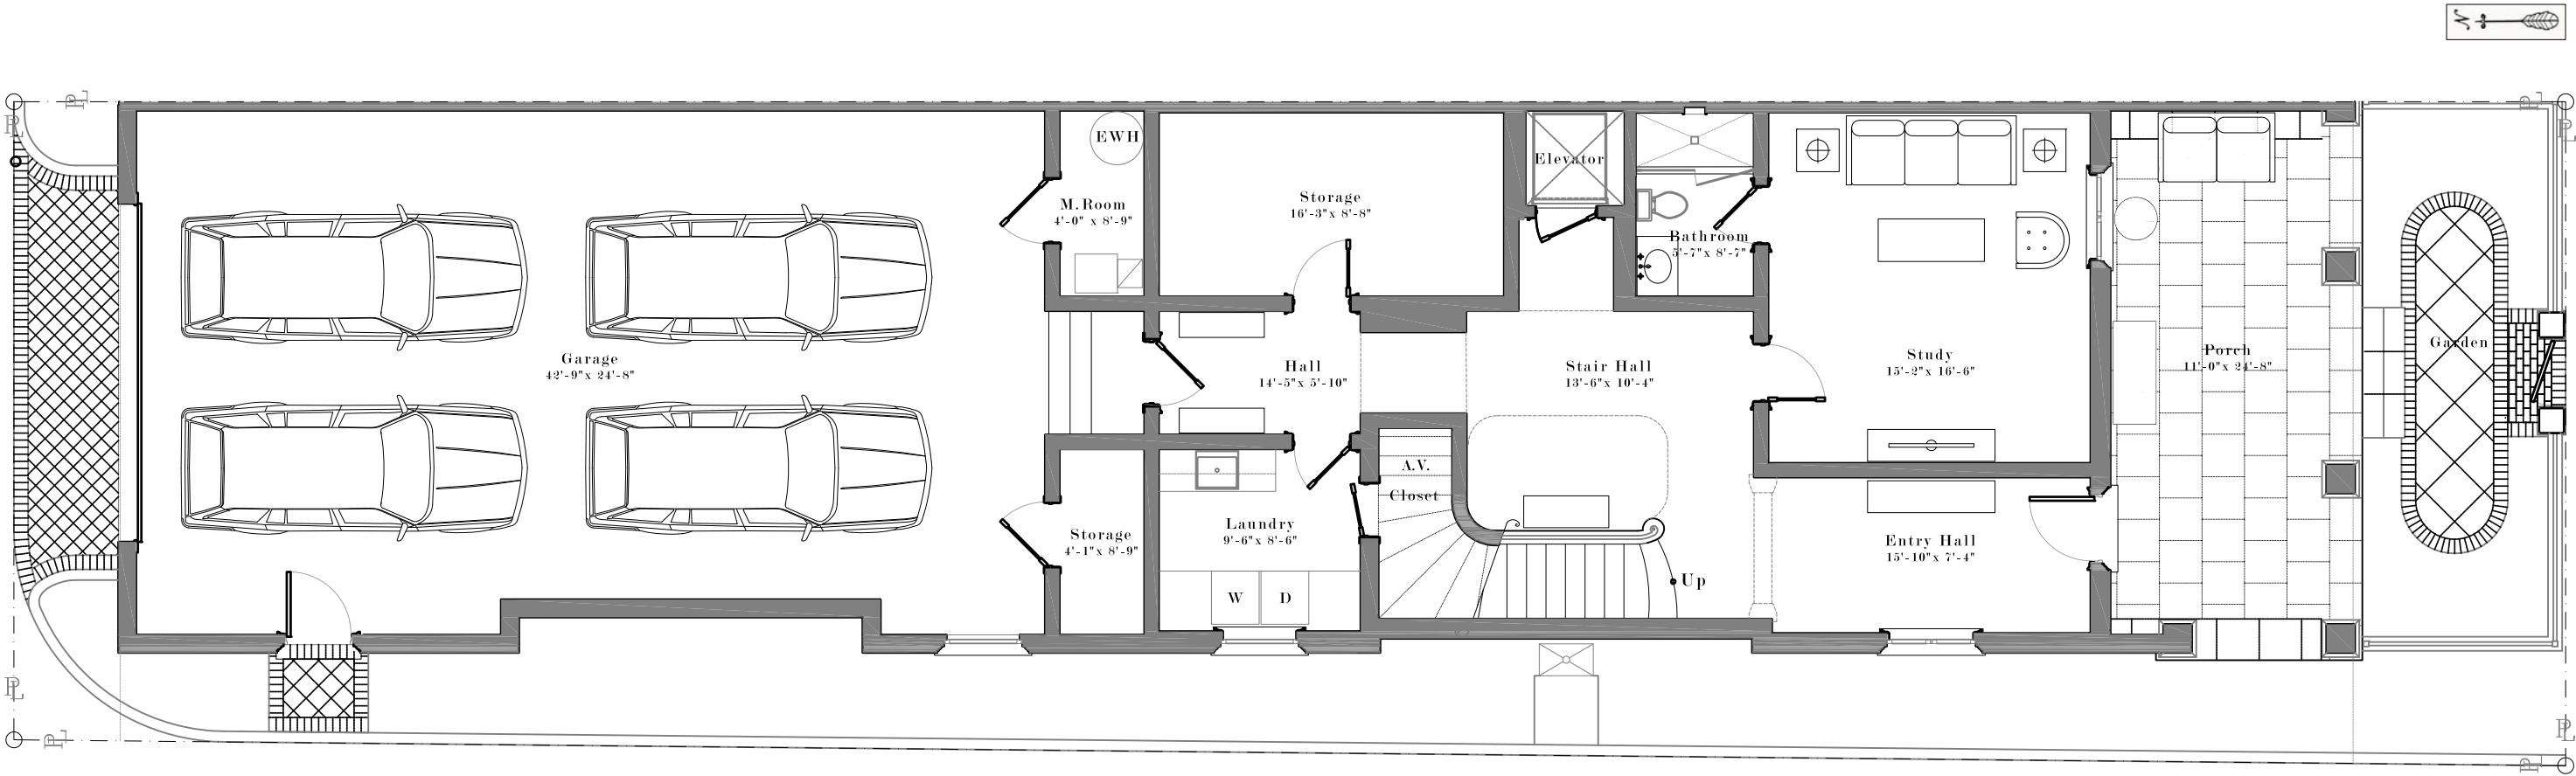 N
PL
PL
PL
PL
EWH
M.Room
4'-0" x 8'-9"
Storage
16'-3"x 8'-8"
Elevator
Bathroom
5'-7"x 8'-7"
Garage
42'-9"x 24'-8"
Hall
14'-5"x 5'-10"
Stair Hall
13'-6"x 10'-4"
Study
15'-2"x 16'-6"
Porch
11'-0"x 24'-8"
Garden
A.V.
Closet
Storage
4'-1"x 8'-9"
Laundry
9'-6"x 8'-6"
W
D
Up
Entry Hall
15'-10"x 7'-4"
PL
PL
PL
PL